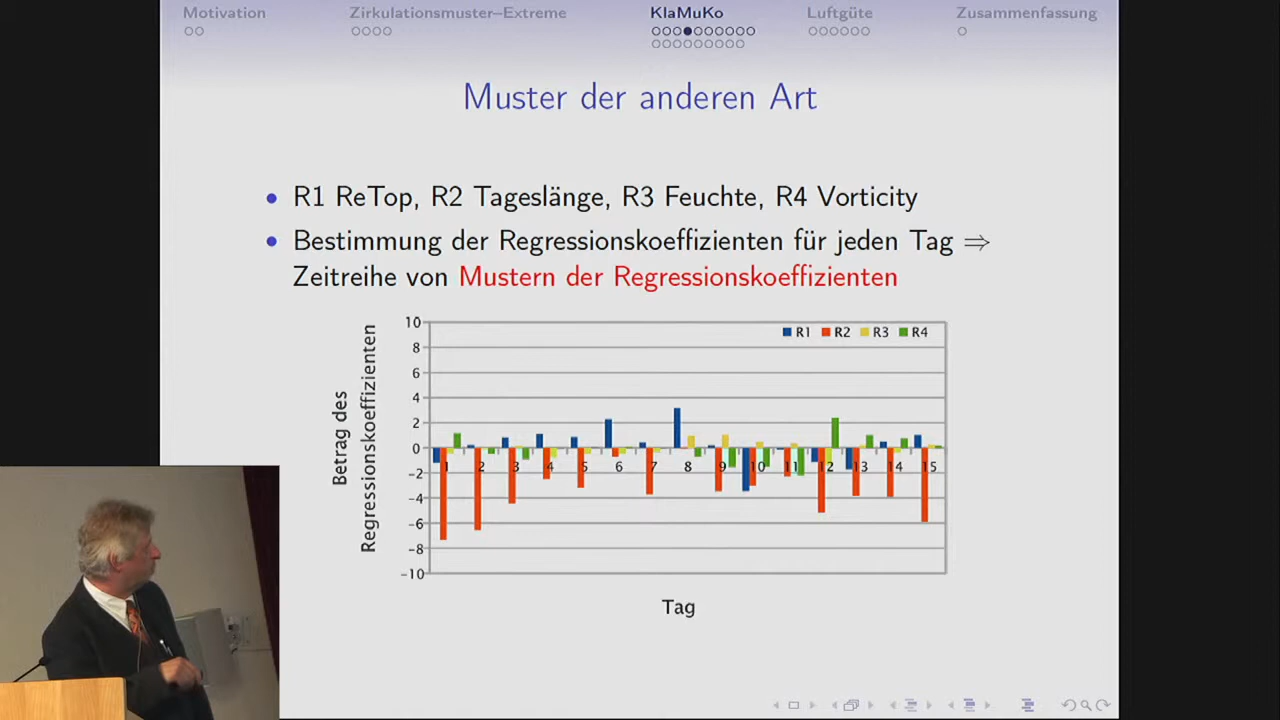 Motivation Zirkulationsmuster–Extreme KlaMuKo Luftgüte Zusammenfassung
Muster der anderen Art
R1 ReTop, R2 Tageslänge, R3 Feuchte, R4 Vorticity
Bestimmung der Regressionskoeffizienten für jeden Tag ⇒
Zeitreihe von Mustern der Regressionskoeffizienten
Betrag des
Regressionskoeffizienten
R1 R2 R3 R4
10
8
6
4
2
0
−2
−4
−6
−8
−10
1 2 3 4 5 6 7 8 9 10 11 12 13 14 15
Tag